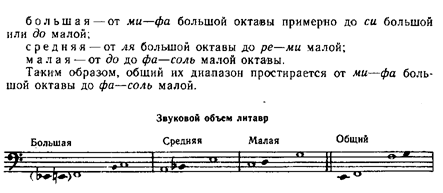 большая — от ми—фа большой октавы примерно до си большой
или до малой;
средняя — от ля большой октавы до ре—ми малой;
малая — от до до фа—соль малой октавы.
Таким образом, общий их диапазон простирается от ми—фа боль-
шой октавы до фа—соль малой.
Звуковой объем литавр
Большая Средняя Малая Общий